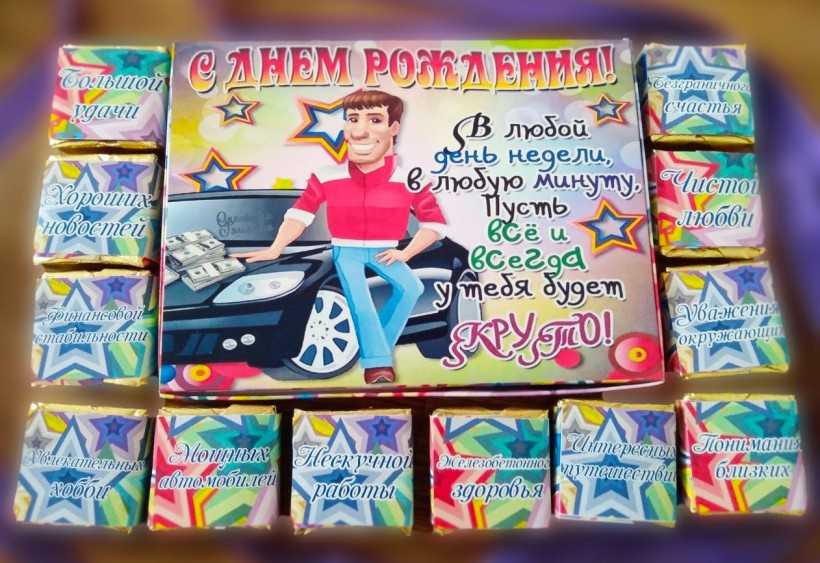 С ДНЕМ РОЖДЕНИЯ!
В любой
день недели,
в любую минуту,
Пусть
всё и
всегда
у тебя будет
КРУТО!
Большой
удачи
Хороших
новостей
Финансовой
стабильности
Безграничного
счастья
Чистой
любви
Уважения
окружающих
Увлекательных
хобби
Мощных
автомобилей
Нескучной
работы
Железобетонного
здоровья
Интересных
путешествий
Понимания
близких